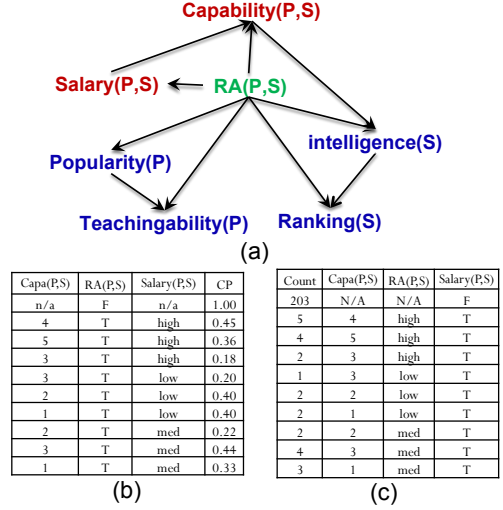 Capability(P,S)
Salary(P,S) RA(P,S)
Popularity(P) intelligence(S)
Teachingability(P) Ranking(S)
(a)
Capa(P,S) RA(P,S) Salary(P,S) CP
n/a F n/a 1.00
4 T high 0.45
5 T high 0.36
3 T high 0.18
3 T low 0.20
2 T low 0.40
1 T low 0.40
2 T med 0.22
3 T med 0.44
1 T med 0.33
(b)
Count Capa(P,S) RA(P,S) Salary(P,S)
203 N/A N/A F
5 4 high T
4 5 high T
2 3 high T
1 3 low T
2 2 low T
2 1 low T
2 2 med T
4 3 med T
3 1 med T
(c)